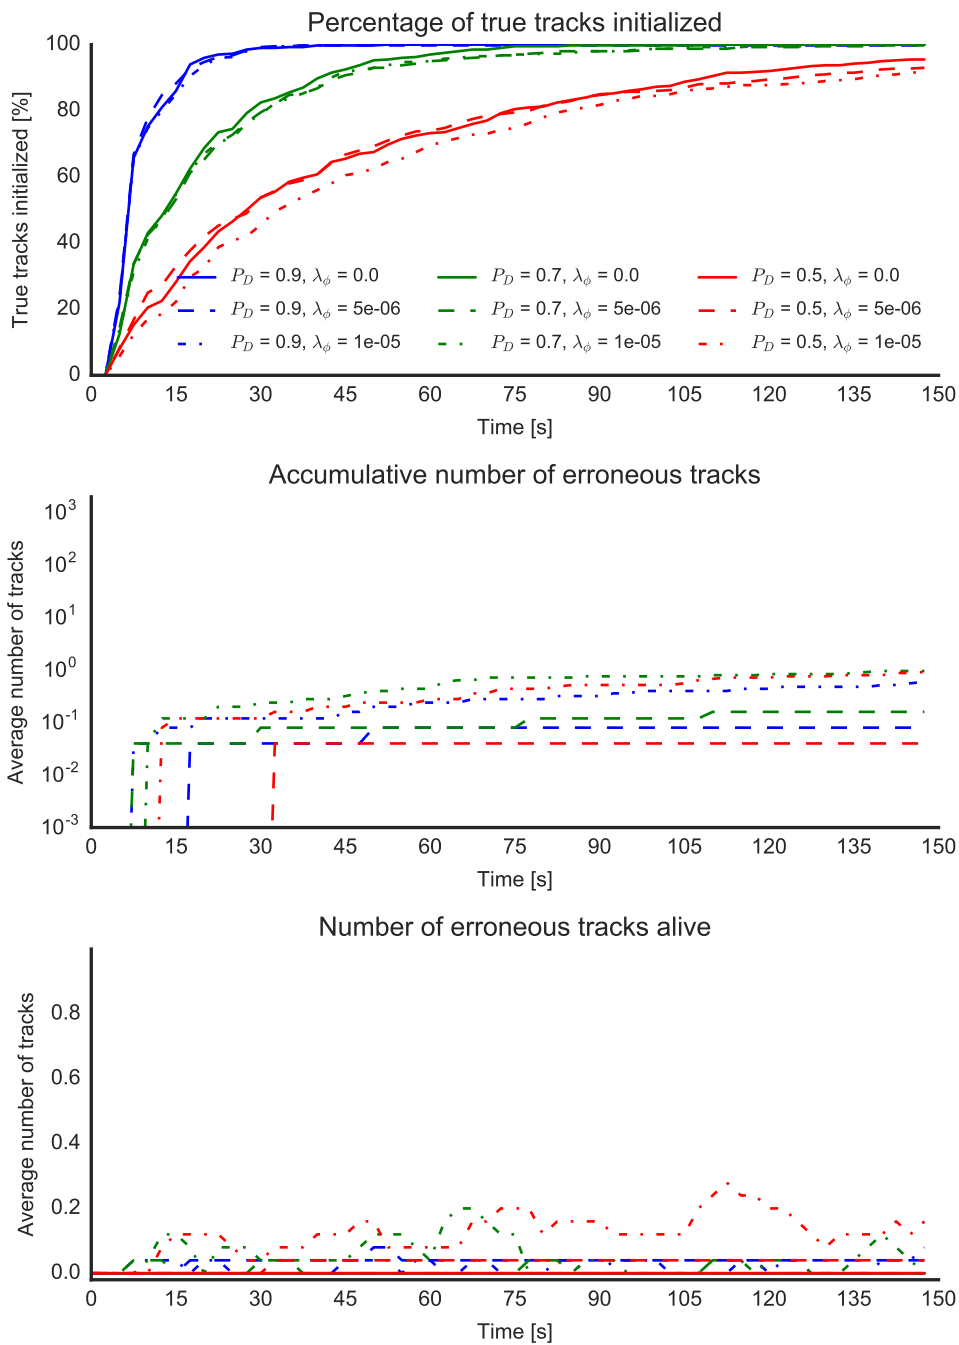 Percentage of true tracks initialized
True tracks initialized [%]
100
80
60
40
20
0
P_D = 0.9, λ_ϕ = 0.0
P_D = 0.7, λ_ϕ = 0.0
P_D = 0.5, λ_ϕ = 0.0
P_D = 0.9, λ_ϕ = 5e-06
P_D = 0.7, λ_ϕ = 5e-06
P_D = 0.5, λ_ϕ = 5e-06
P_D = 0.9, λ_ϕ = 1e-05
P_D = 0.7, λ_ϕ = 1e-05
P_D = 0.5, λ_ϕ = 1e-05
0 15 30 45 60 75 90 105 120 135 150
Time [s]
Accumulative number of erroneous tracks
Average number of tracks
10^3
10^2
10^1
10^0
10^-1
10^-2
10^-3
0 15 30 45 60 75 90 105 120 135 150
Time [s]
Number of erroneous tracks alive
Average number of tracks
0.8
0.6
0.4
0.2
0.0
0 15 30 45 60 75 90 105 120 135 150
Time [s]